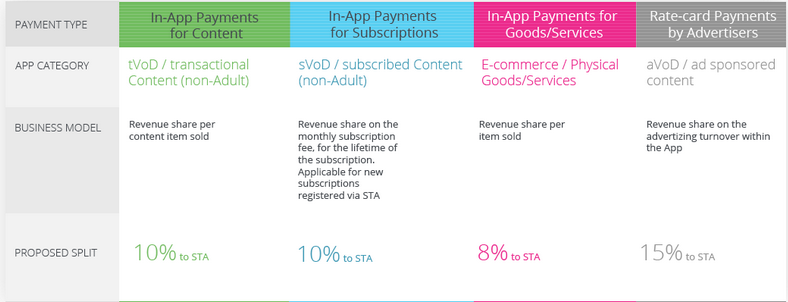 PAYMENT TYPE
In-App Payments
for Content
In-App Payments
for Subscriptions
In-App Payments for
Goods/Services
Rate-card Payments
by Advertisers
APP CATEGORY
tVoD / transactional
Content (non-Adult)
sVoD / subscribed Content
(non-Adult)
E-commerce / Physical
Goods/Services
aVoD / ad sponsored
content
BUSINESS MODEL
Revenue share per
content item sold
Revenue share on the
monthly subscription
fee, for the lifetime of
the subscription.
Applicable for new
subscriptions
registered via STA
Revenue share per
item sold
Revenue share on the
advertizing turnover within
the App
PROPOSED SPLIT
10% to STA
10% to STA
8% to STA
15% to STA